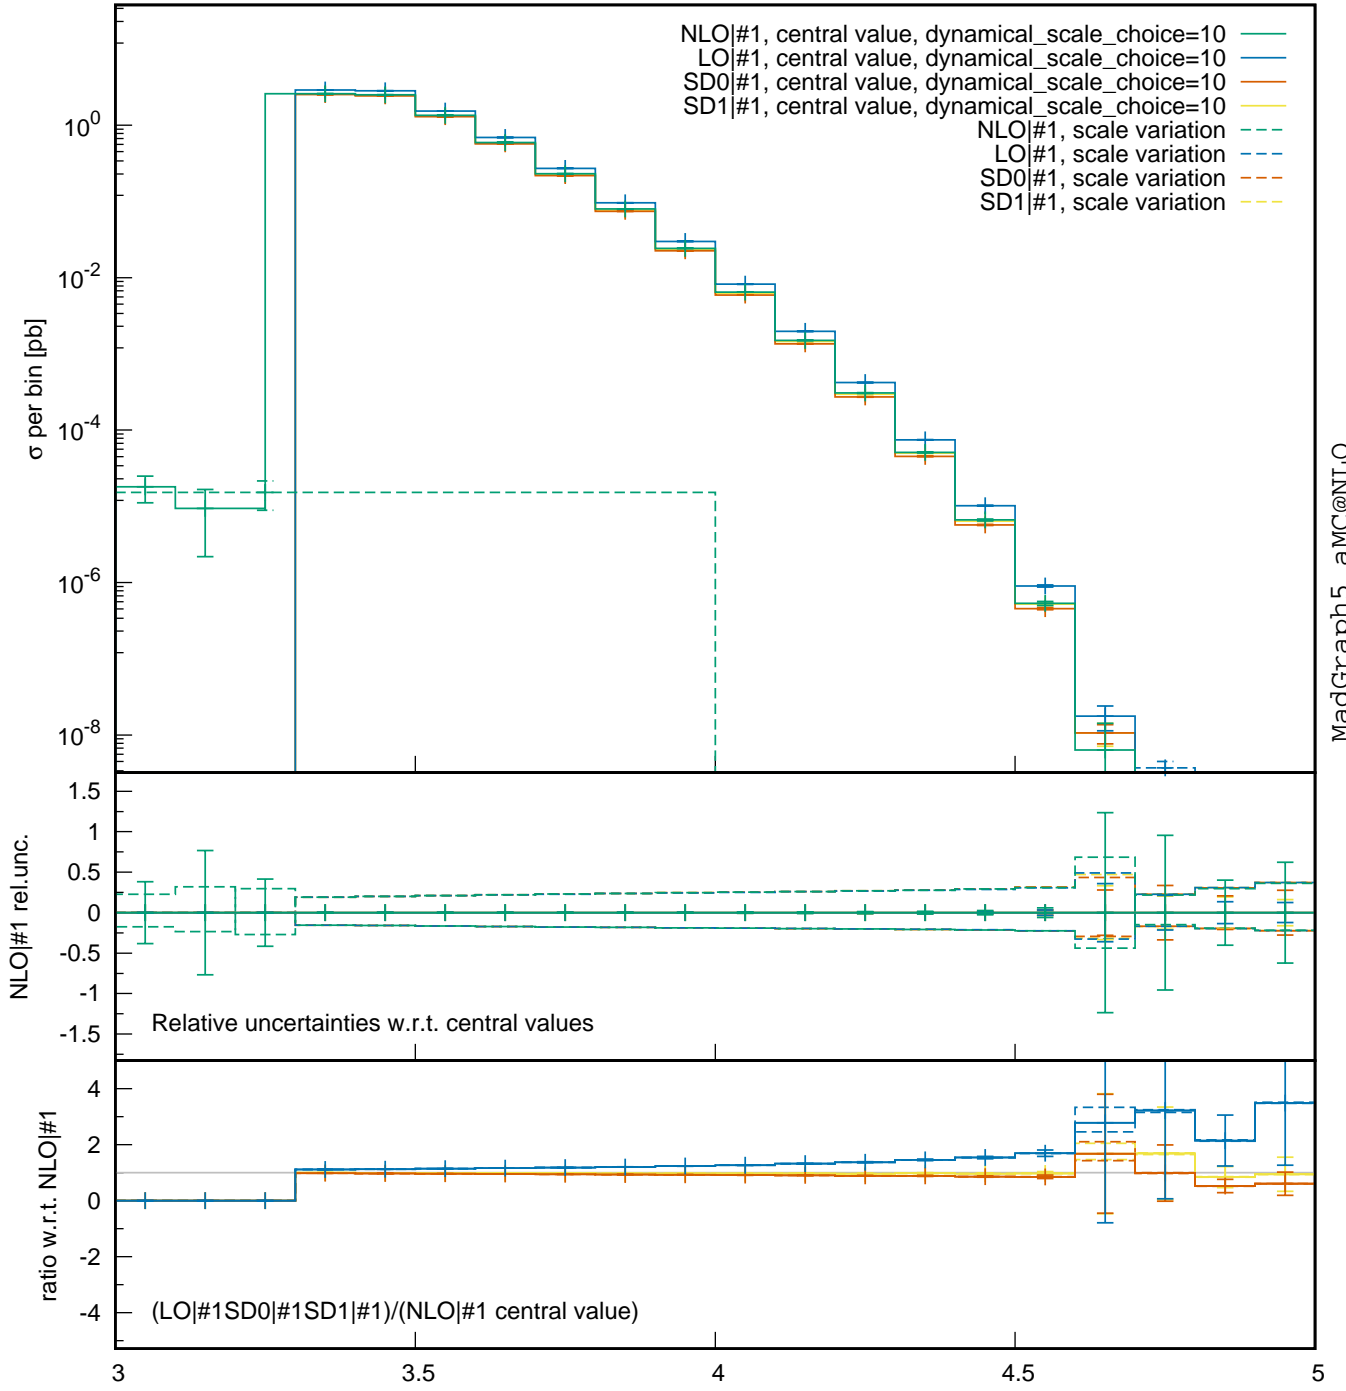 NLO|#1, central value, dynamical_scale_choice=10
LO|#1, central value, dynamical_scale_choice=10
SD0|#1, central value, dynamical_scale_choice=10
SD1|#1, central value, dynamical_scale_choice=10
NLO|#1, scale variation
LO|#1, scale variation
SD0|#1, scale variation
SD1|#1, scale variation
σ per bin [pb]
10^0
10^-2
10^-4
10^-6
10^-8
MadGraph5_aMC@NLO
NLO|#1 rel.unc.
1.5
1
0.5
0
-0.5
-1
-1.5
Relative uncertainties w.r.t. central values
ratio w.r.t. NLO|#1
4
2
0
-2
-4
(LO|#1SD0|#1SD1|#1)/(NLO|#1 central value)
3
3.5
4
4.5
5